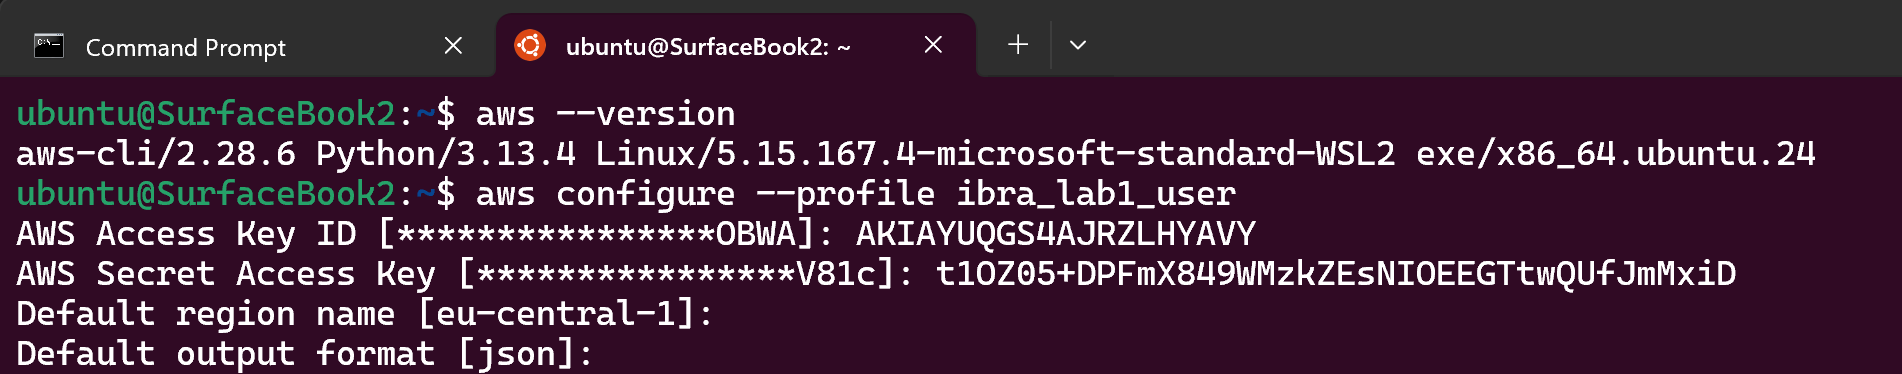 Command Prompt
ubuntu@SurfaceBook2: ~
ubuntu@SurfaceBook2:~$ aws --version
aws-cli/2.28.6 Python/3.13.4 Linux/5.15.167.4-microsoft-standard-WSL2 exe/x86_64.ubuntu.24
ubuntu@SurfaceBook2:~$ aws configure --profile ibra_lab1_user
AWS Access Key ID [****************OBWA]: AKIAYUQGS4AJRZLHYAVY
AWS Secret Access Key [****************V81c]: 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
Default region name [eu-central-1]:
Default output format [json]: